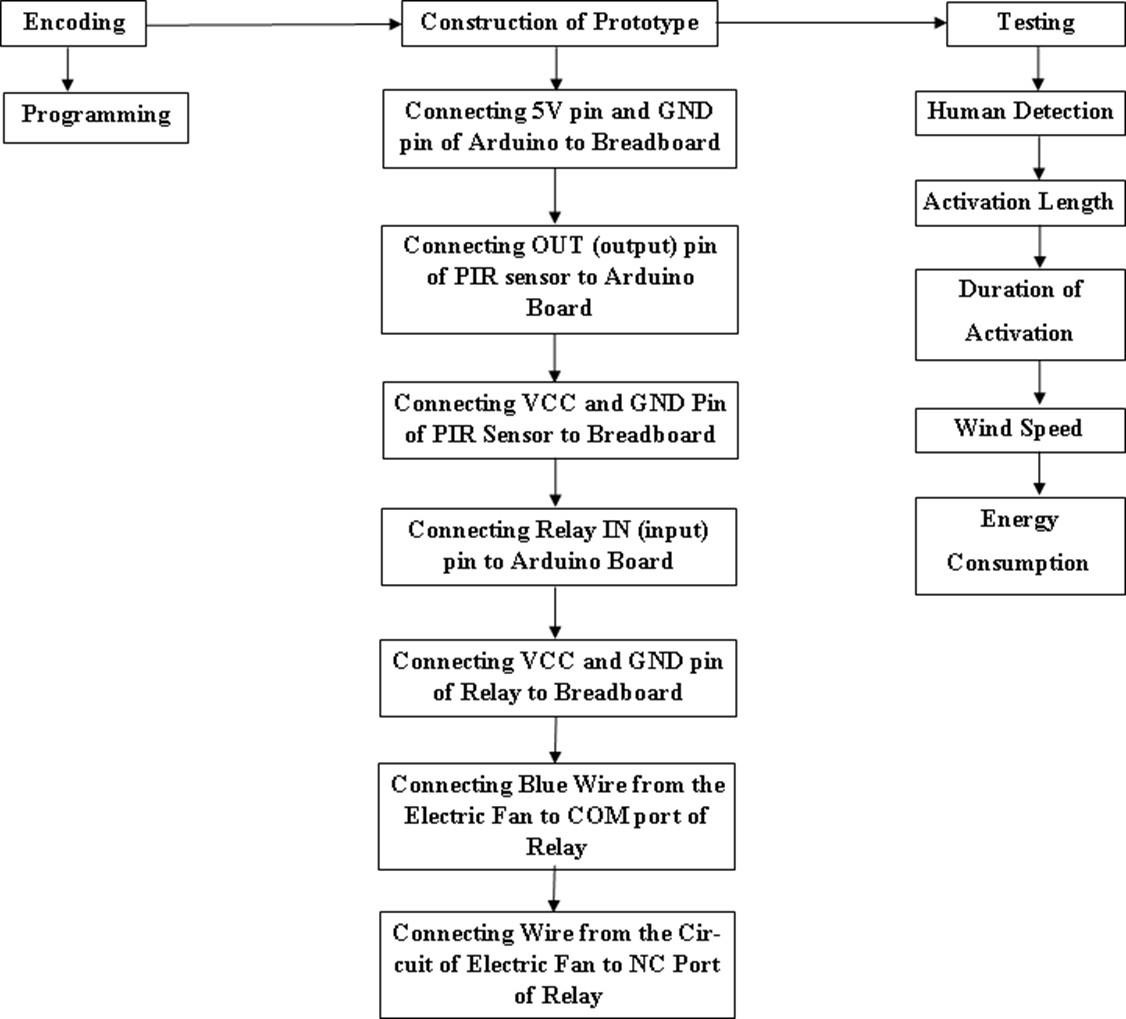 Encoding
Programming
Construction of Prototype
Connecting 5V pin and GND
pin of Arduino to Breadboard
Connecting OUT (output) pin
of PIR sensor to Arduino
Board
Connecting VCC and GND Pin
of PIR Sensor to Breadboard
Connecting Relay IN (input)
pin to Arduino Board
Connecting VCC and GND pin
of Relay to Breadboard
Connecting Blue Wire from the
Electric Fan to COM port of
Relay
Connecting Wire from the Cir-
cuit of Electric Fan to NC Port
of Relay
Testing
Human Detection
Activation Length
Duration of
Activation
Wind Speed
Energy
Consumption